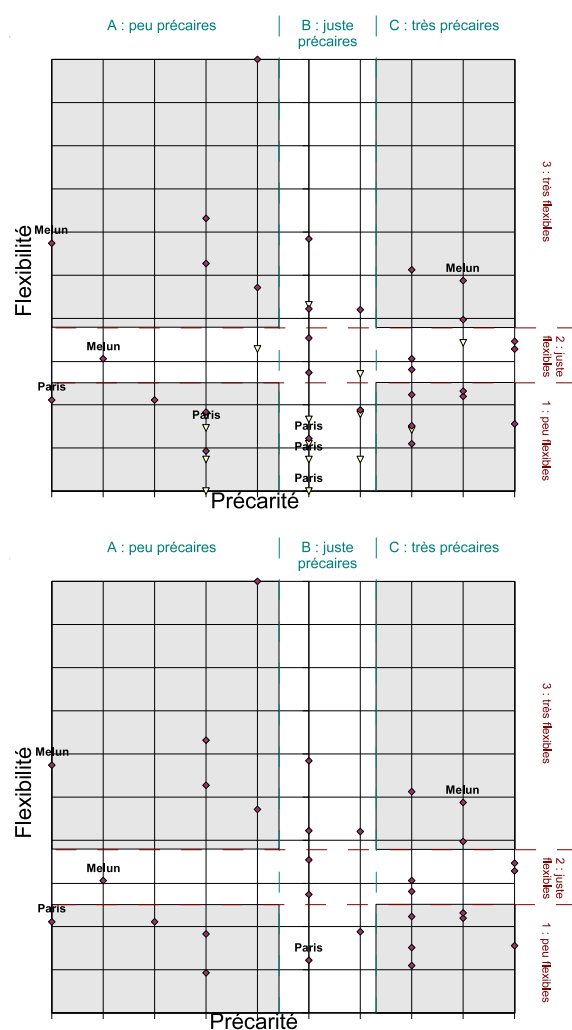 A : peu précaires
B : juste
précaires
C : très précaires
3 : très
flexibles
Flexibilité
Melun
Melun
2 : juste
flexibles
Melun
Paris
Paris
Paris
Paris
Paris
1 : peu flexibles
Précarité
A : peu précaires
B : juste
précaires
C : très précaires
3 : très
flexibles
Flexibilité
Melun
Melun
2 : juste
flexibles
Melun
Paris
Paris
1 : peu flexibles
Précarité